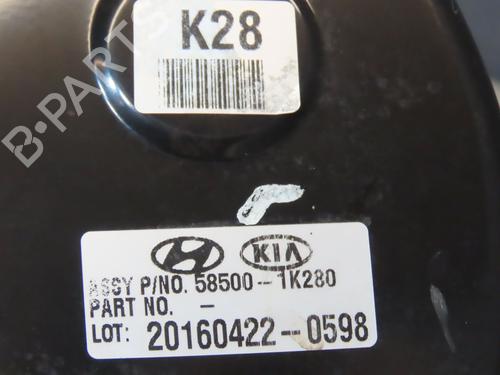 K28
B-PARTS
KIA
ASSY P/NO. 58500-1K280
PART NO. -
LOT: 20160422-0598